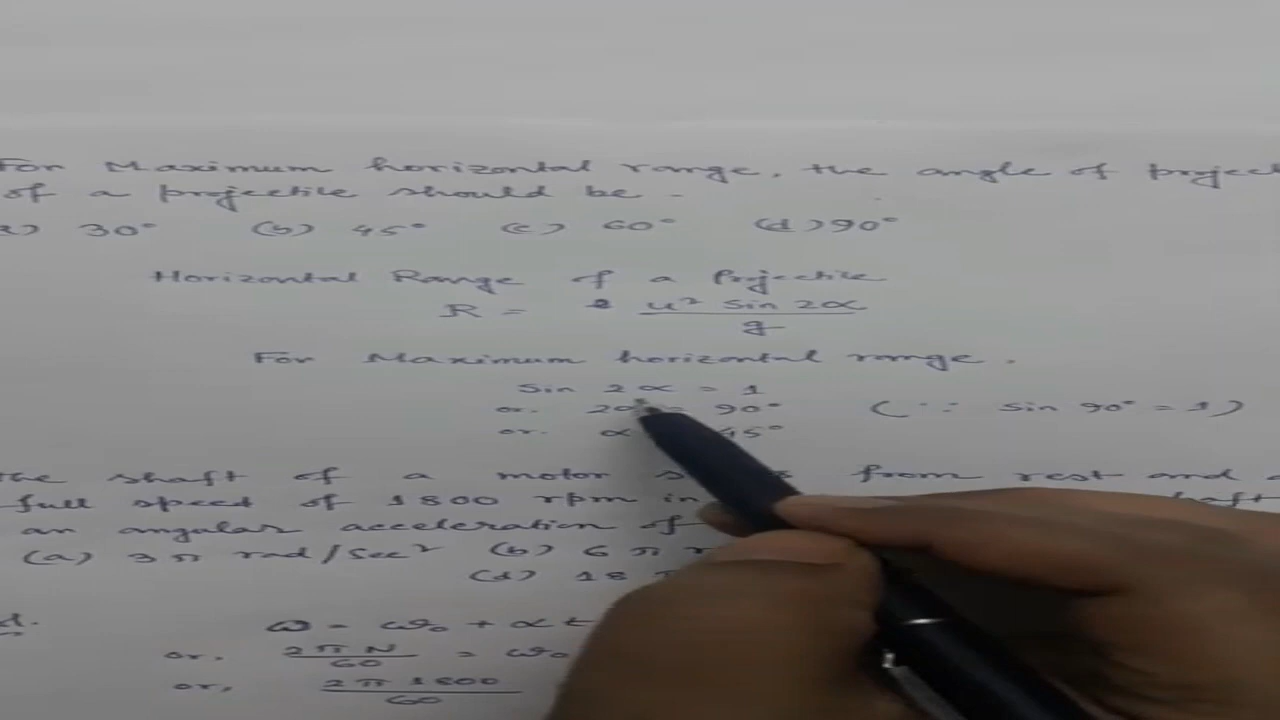 For Maximum horizontal range, the angle of project
of a projectile should be -
30° (b) 45° (c) 60° (d) 90°
Horizontal Range of a Projectile
R = u² Sin 2α / g
For Maximum horizontal range.
Sin 2α = 1
or. 2α = 90° (∵ Sin 90° = 1)
or. α 45°
the shaft of a motor from rest and
full speed of 1800 rpm in shaft
an angular acceleration of
(a) 3π rad/Sec² (b) 6π
(d) 18
ω = ω₀ + αt
or. 2πN / 60 = ω₀
or, 2π 1800 / 60